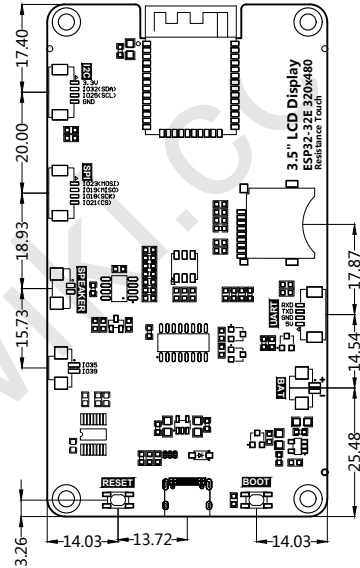 17.40
20.00
18.93
15.73
3.26
I2C
3.3V
IO32(SDA)
IO25(SCL)
GND
SPI
IO23(MOSI)
IO19(MISO)
IO18(SCK)
IO21(CS)
SPEAKER
IO35
IO39
3.5" LCD Display
ESP32-32E 320x480
Resistance Touch
UART
RXD
TXD
GND
5V
BAT
+
-
17.87
14.54
25.48
RESET
BOOT
14.03
13.72
14.03